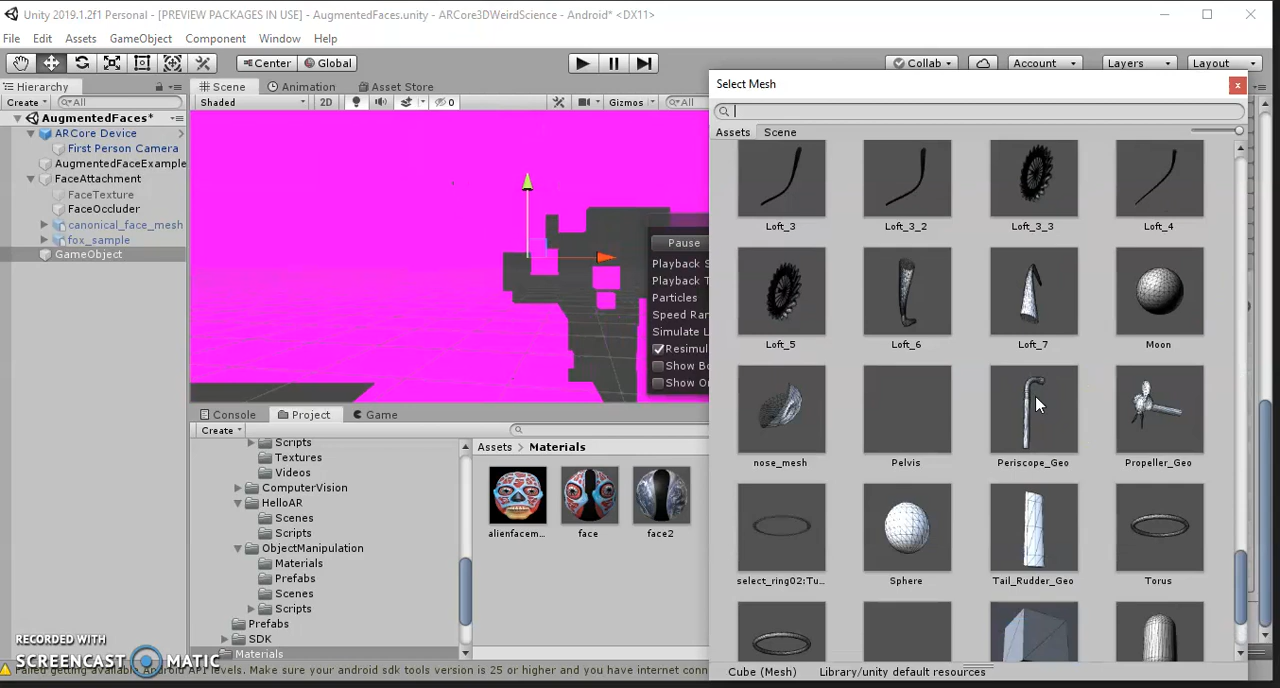 Unity 2019.1.2f1 Personal - [PREVIEW PACKAGES IN USE] - AugmentedFaces.unity - ARCore3DWeirdScience - Android* <DX11>
File Edit Assets GameObject Component Window Help
Center Global Collab Account Layers Layout
Hierarchy
Create All
AugmentedFaces*
ARCore Device
First Person Camera
AugmentedFaceExample
FaceAttachment
FaceTexture
FaceOccluder
canonical_face_mesh
fox_sample
GameObject
Scene Animation Asset Store
Shaded 2D 0 Gizmos All
Pause
Playback S
Playback T
Particles
Speed Ran
Simulate L
Resimul
Show Bo
Show On
Select Mesh
Assets Scene
Loft_3 Loft_3_2 Loft_3_3 Loft_4
Loft_5 Loft_6 Loft_7 Moon
nose_mesh Pelvis Periscope_Geo Propeller_Geo
select_ring02:Tu... Sphere Tail_Rudder_Geo Torus
Cube (Mesh) Library/unity default resources
Console Project Game
Create
Scripts
Textures
Videos
ComputerVision
HelloAR
Scenes
Scripts
ObjectManipulation
Materials
Prefabs
Scenes
Scripts
Prefabs
SDK
Materials
Assets > Materials
alienfacem... face face2
RECORDED WITH
SCREENCAST MATIC
Failed getting available Android API levels. Make sure your android sdk tools version is 25 or higher and you have internet conn